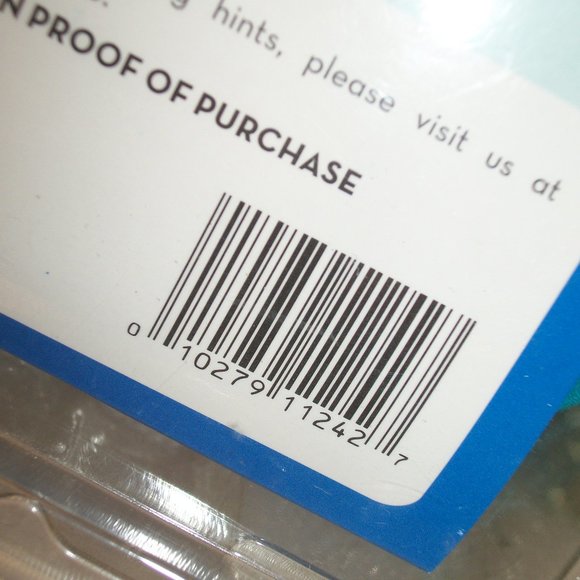 hints, please visit us at
PROOF OF PURCHASE
0 10279 11242 7